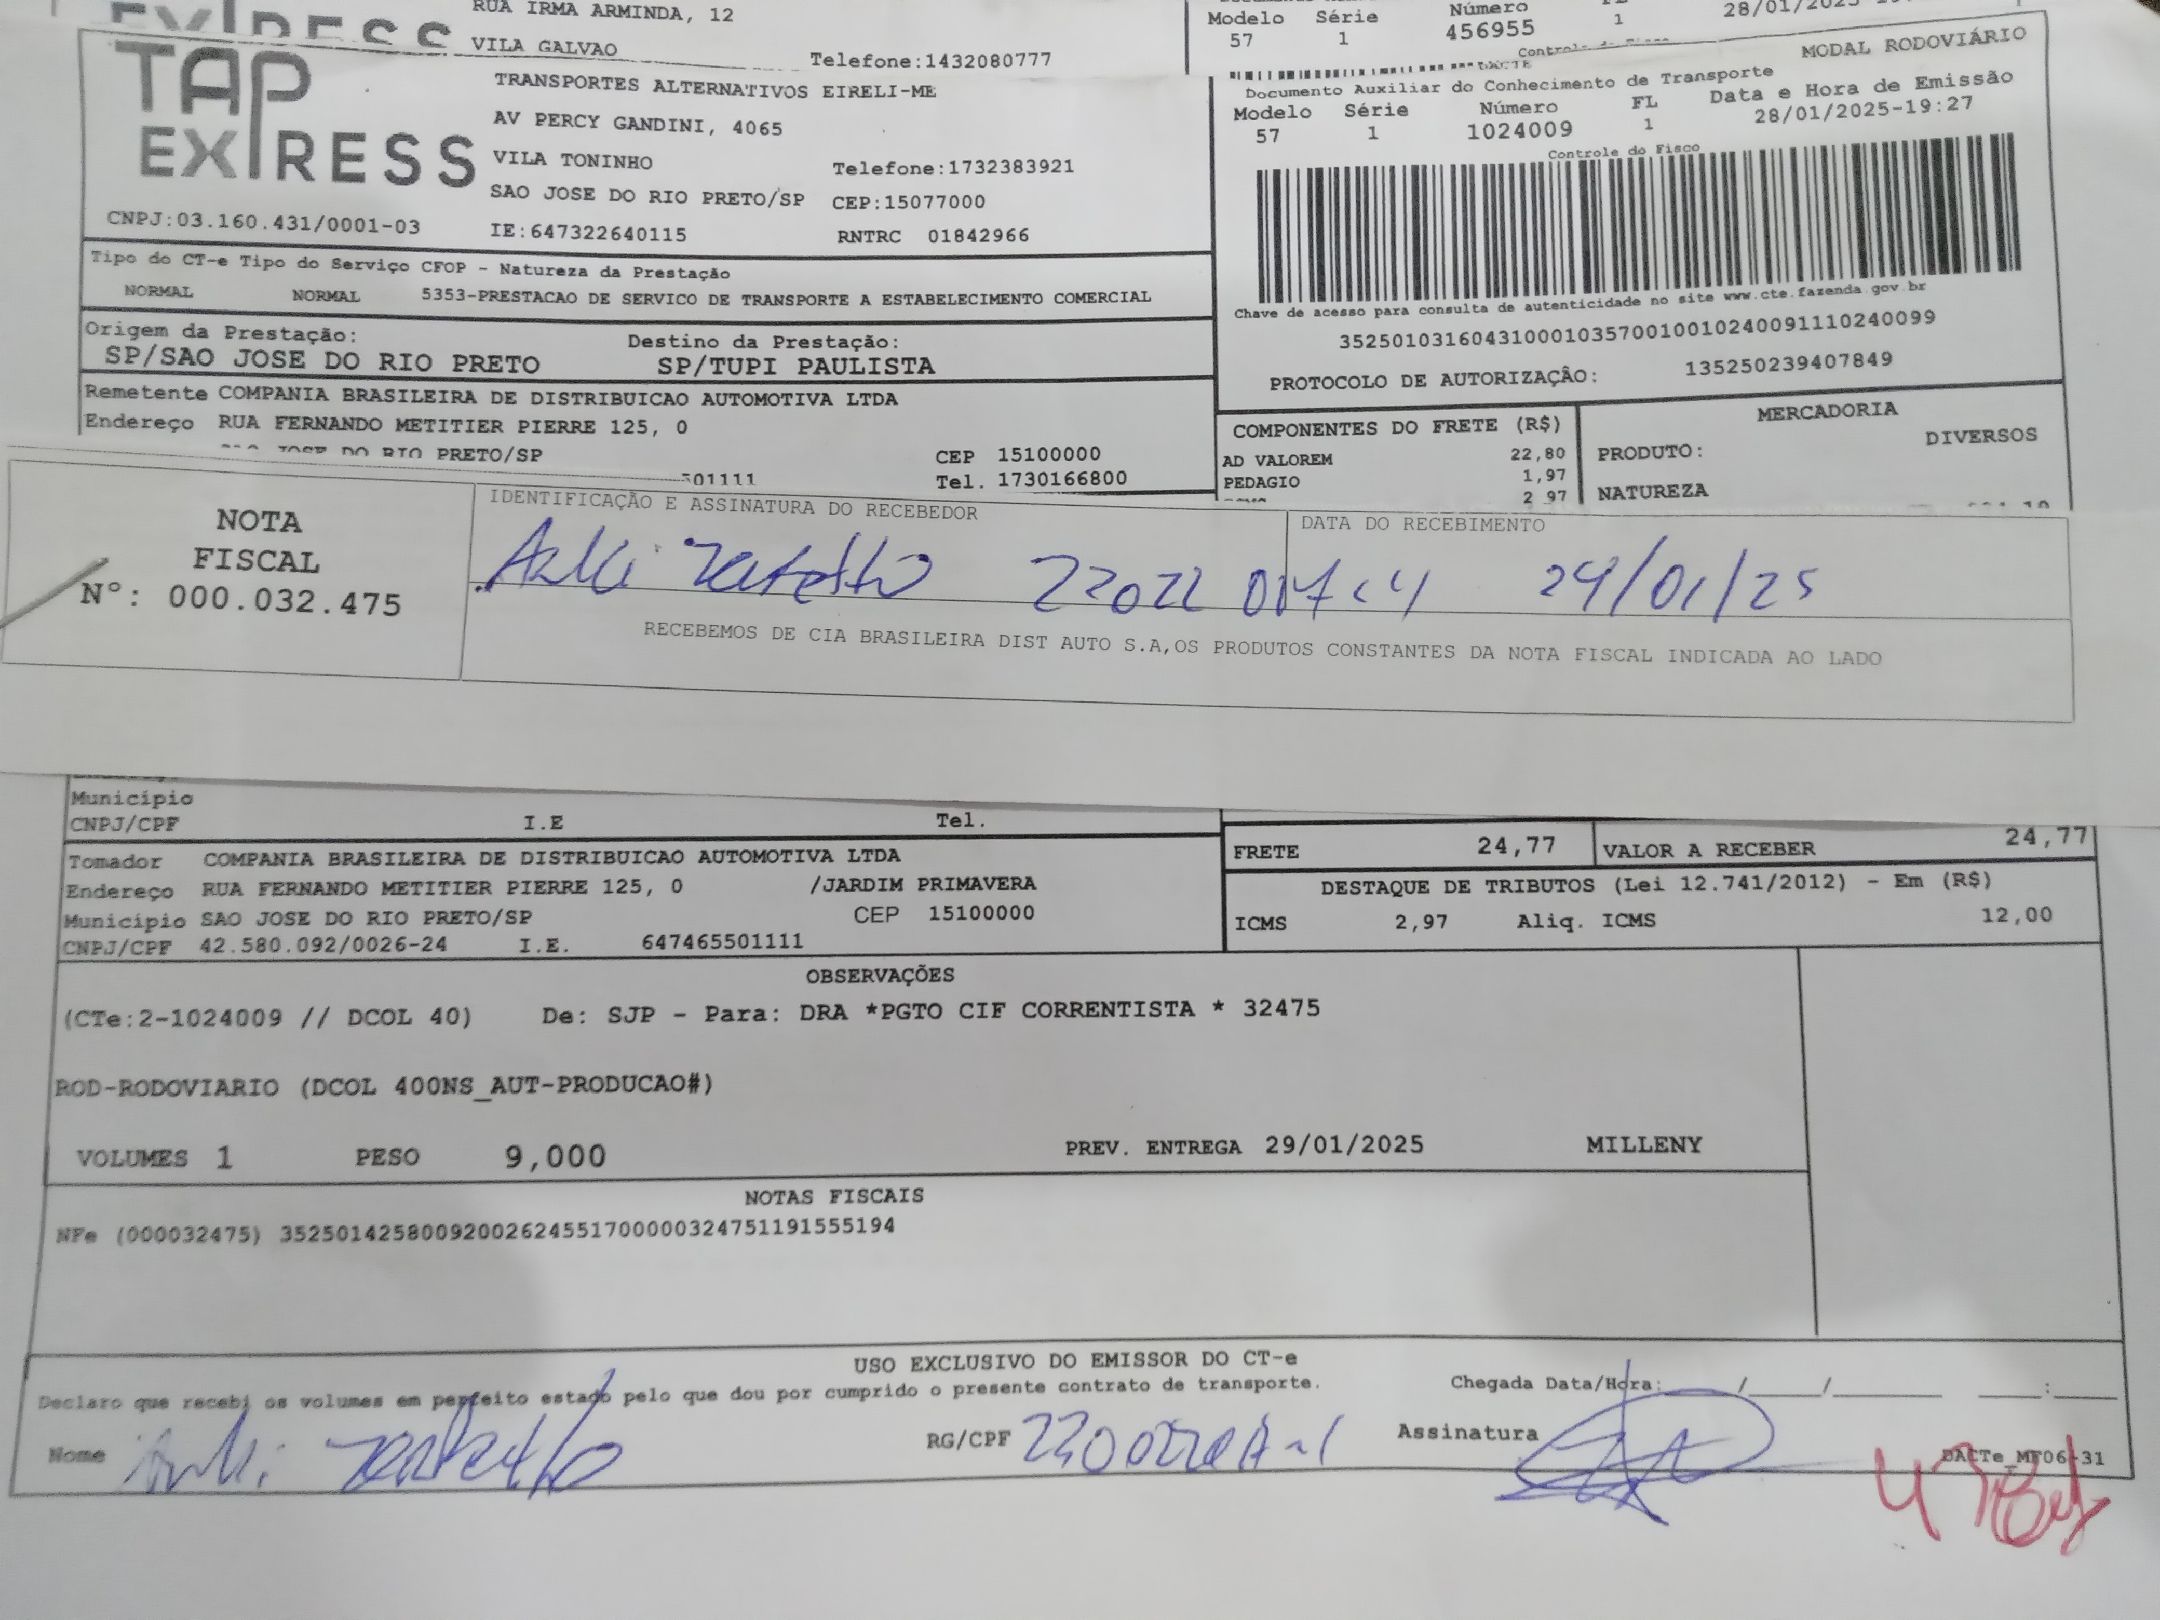 EXPRESS
RUA IRMA ARMINDA, 12
VILA GALVAO
Telefone:1432080777
Modelo Série Número 1
57 1 456955
TAP EXPRESS
CNPJ:03.160.431/0001-03
TRANSPORTES ALTERNATIVOS EIRELI-ME
AV PERCY GANDINI, 4065
VILA TONINHO Telefone:1732383921
SAO JOSE DO RIO PRETO/SP CEP:15077000
IE:647322640115 RNTRC 01842966
MODAL RODOVIÁRIO
DACTE
Documento Auxiliar do Conhecimento de Transporte
Modelo Série Número FL Data e Hora de Emissão
57 1 1024009 1 28/01/2025-19:27
Controle do Fisco
Chave de acesso para consulta de autenticidade no site www.cte.fazenda.gov.br
35250103160431000103570010010240091110240099
PROTOCOLO DE AUTORIZAÇÂO: 135250239407849
Tipo do CT-e Tipo do Serviço CFOP - Natureza da Prestação
NORMAL NORMAL 5353-PRESTACAO DE SERVICO DE TRANSPORTE A ESTABELECIMENTO COMERCIAL
Origem da Prestação: Destino da Prestação:
SP/SAO JOSE DO RIO PRETO SP/TUPI PAULISTA
Remetente COMPANIA BRASILEIRA DE DISTRIBUICAO AUTOMOTIVA LTDA
Endereço RUA FERNANDO METITIER PIERRE 125, 0
JOSE DO RIO PRETO/SP CEP 15100000
501111 Tel. 1730166800
COMPONENTES DO FRETE (R$)
AD VALOREM 22,80
PEDAGIO 1,97
2,97
MERCADORIA
PRODUTO: DIVERSOS
NATUREZA
NOTA
FISCAL
Nº: 000.032.475
IDENTIFICAÇÃO E ASSINATURA DO RECEBEDOR
DATA DO RECEBIMENTO
24/01/25
RECEBEMOS DE CIA BRASILEIRA DIST AUTO S.A,OS PRODUTOS CONSTANTES DA NOTA FISCAL INDICADA AO LADO
Município
CNPJ/CPF I.E Tel.
Tomador COMPANIA BRASILEIRA DE DISTRIBUICAO AUTOMOTIVA LTDA
Endereço RUA FERNANDO METITIER PIERRE 125, 0 /JARDIM PRIMAVERA
Município SAO JOSE DO RIO PRETO/SP CEP 15100000
CNPJ/CPF 42.580.092/0026-24 I.E. 647465501111
FRETE 24,77 VALOR A RECEBER 24,77
DESTAQUE DE TRIBUTOS (Lei 12.741/2012) - Em (R$)
ICMS 2,97 Aliq. ICMS 12,00
OBSERVAÇÕES
(CTe:2-1024009 // DCOL 40) De: SJP - Para: DRA *PGTO CIF CORRENTISTA * 32475
ROD-RODOVIARIO (DCOL 400NS_AUT-PRODUCAO#)
VOLUMES 1 PESO 9,000 PREV. ENTREGA 29/01/2025 MILLENY
NOTAS FISCAIS
NFe (000032475) 35250142580092002624551700000324751191555194
USO EXCLUSIVO DO EMISSOR DO CT-e
Declaro que recebi os volumes em perfeito estado pelo que dou por cumprido o presente contrato de transporte. Chegada Data/Hora: / / :
Nome RG/CPF Assinatura
DACTe_MF06-31